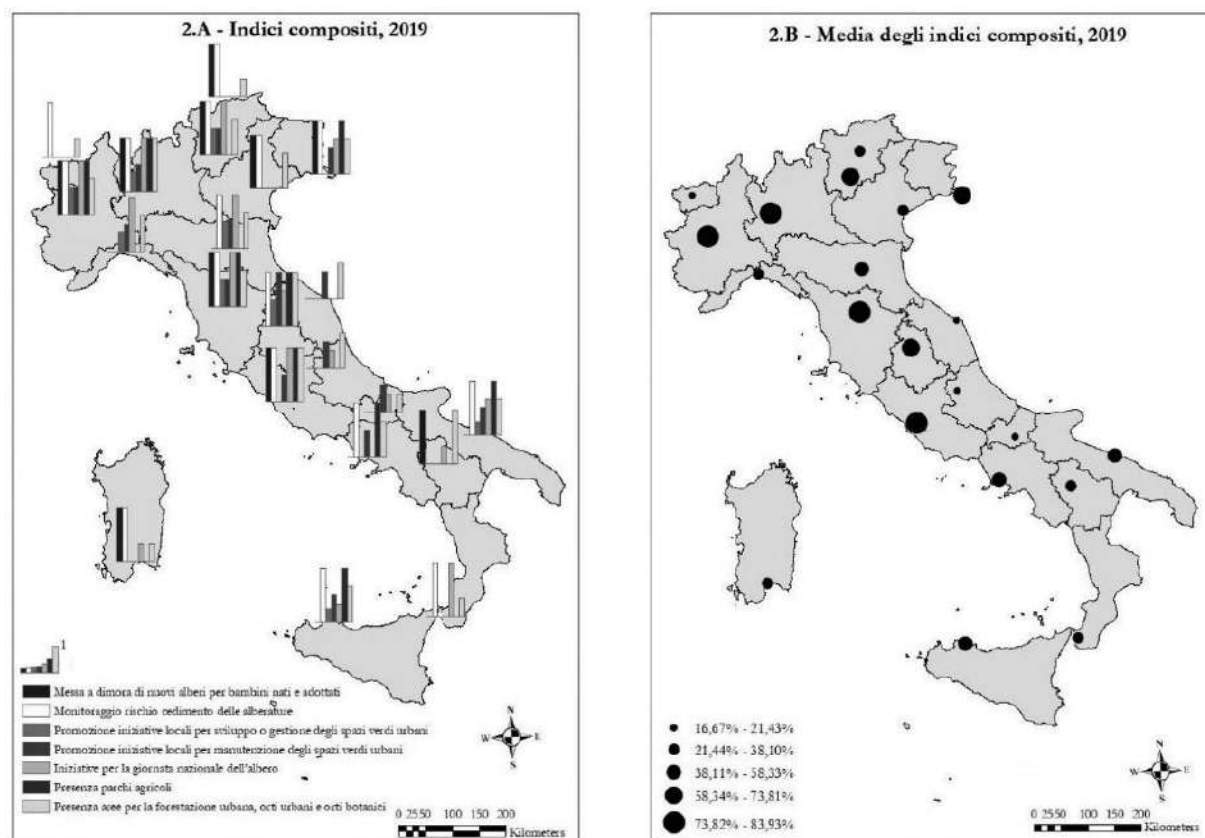 2.A - Indici compositi, 2019
1
Messa a dimora di nuovi alberi per bambini nati e adottati
Monitoraggio rischio cedimento delle alberature
Promozione iniziative locali per sviluppo o gestione degli spazi verdi urbani
Promozione iniziative locali per manutenzione degli spazi verdi urbani
Iniziative per la giornata nazionale dell'albero
Presenza parchi agricoli
Presenza aree per la forestazione urbana, orti urbani e orti botanici
N
W E
S
0 25 50 100 150 200
Kilometers
2.B - Media degli indici compositi, 2019
16,67% - 21,43%
21,44% - 38,10%
38,11% - 58,33%
58,34% - 73,81%
73,82% - 83,93%
N
W E
S
0 25 50 100 150 200
Kilometers